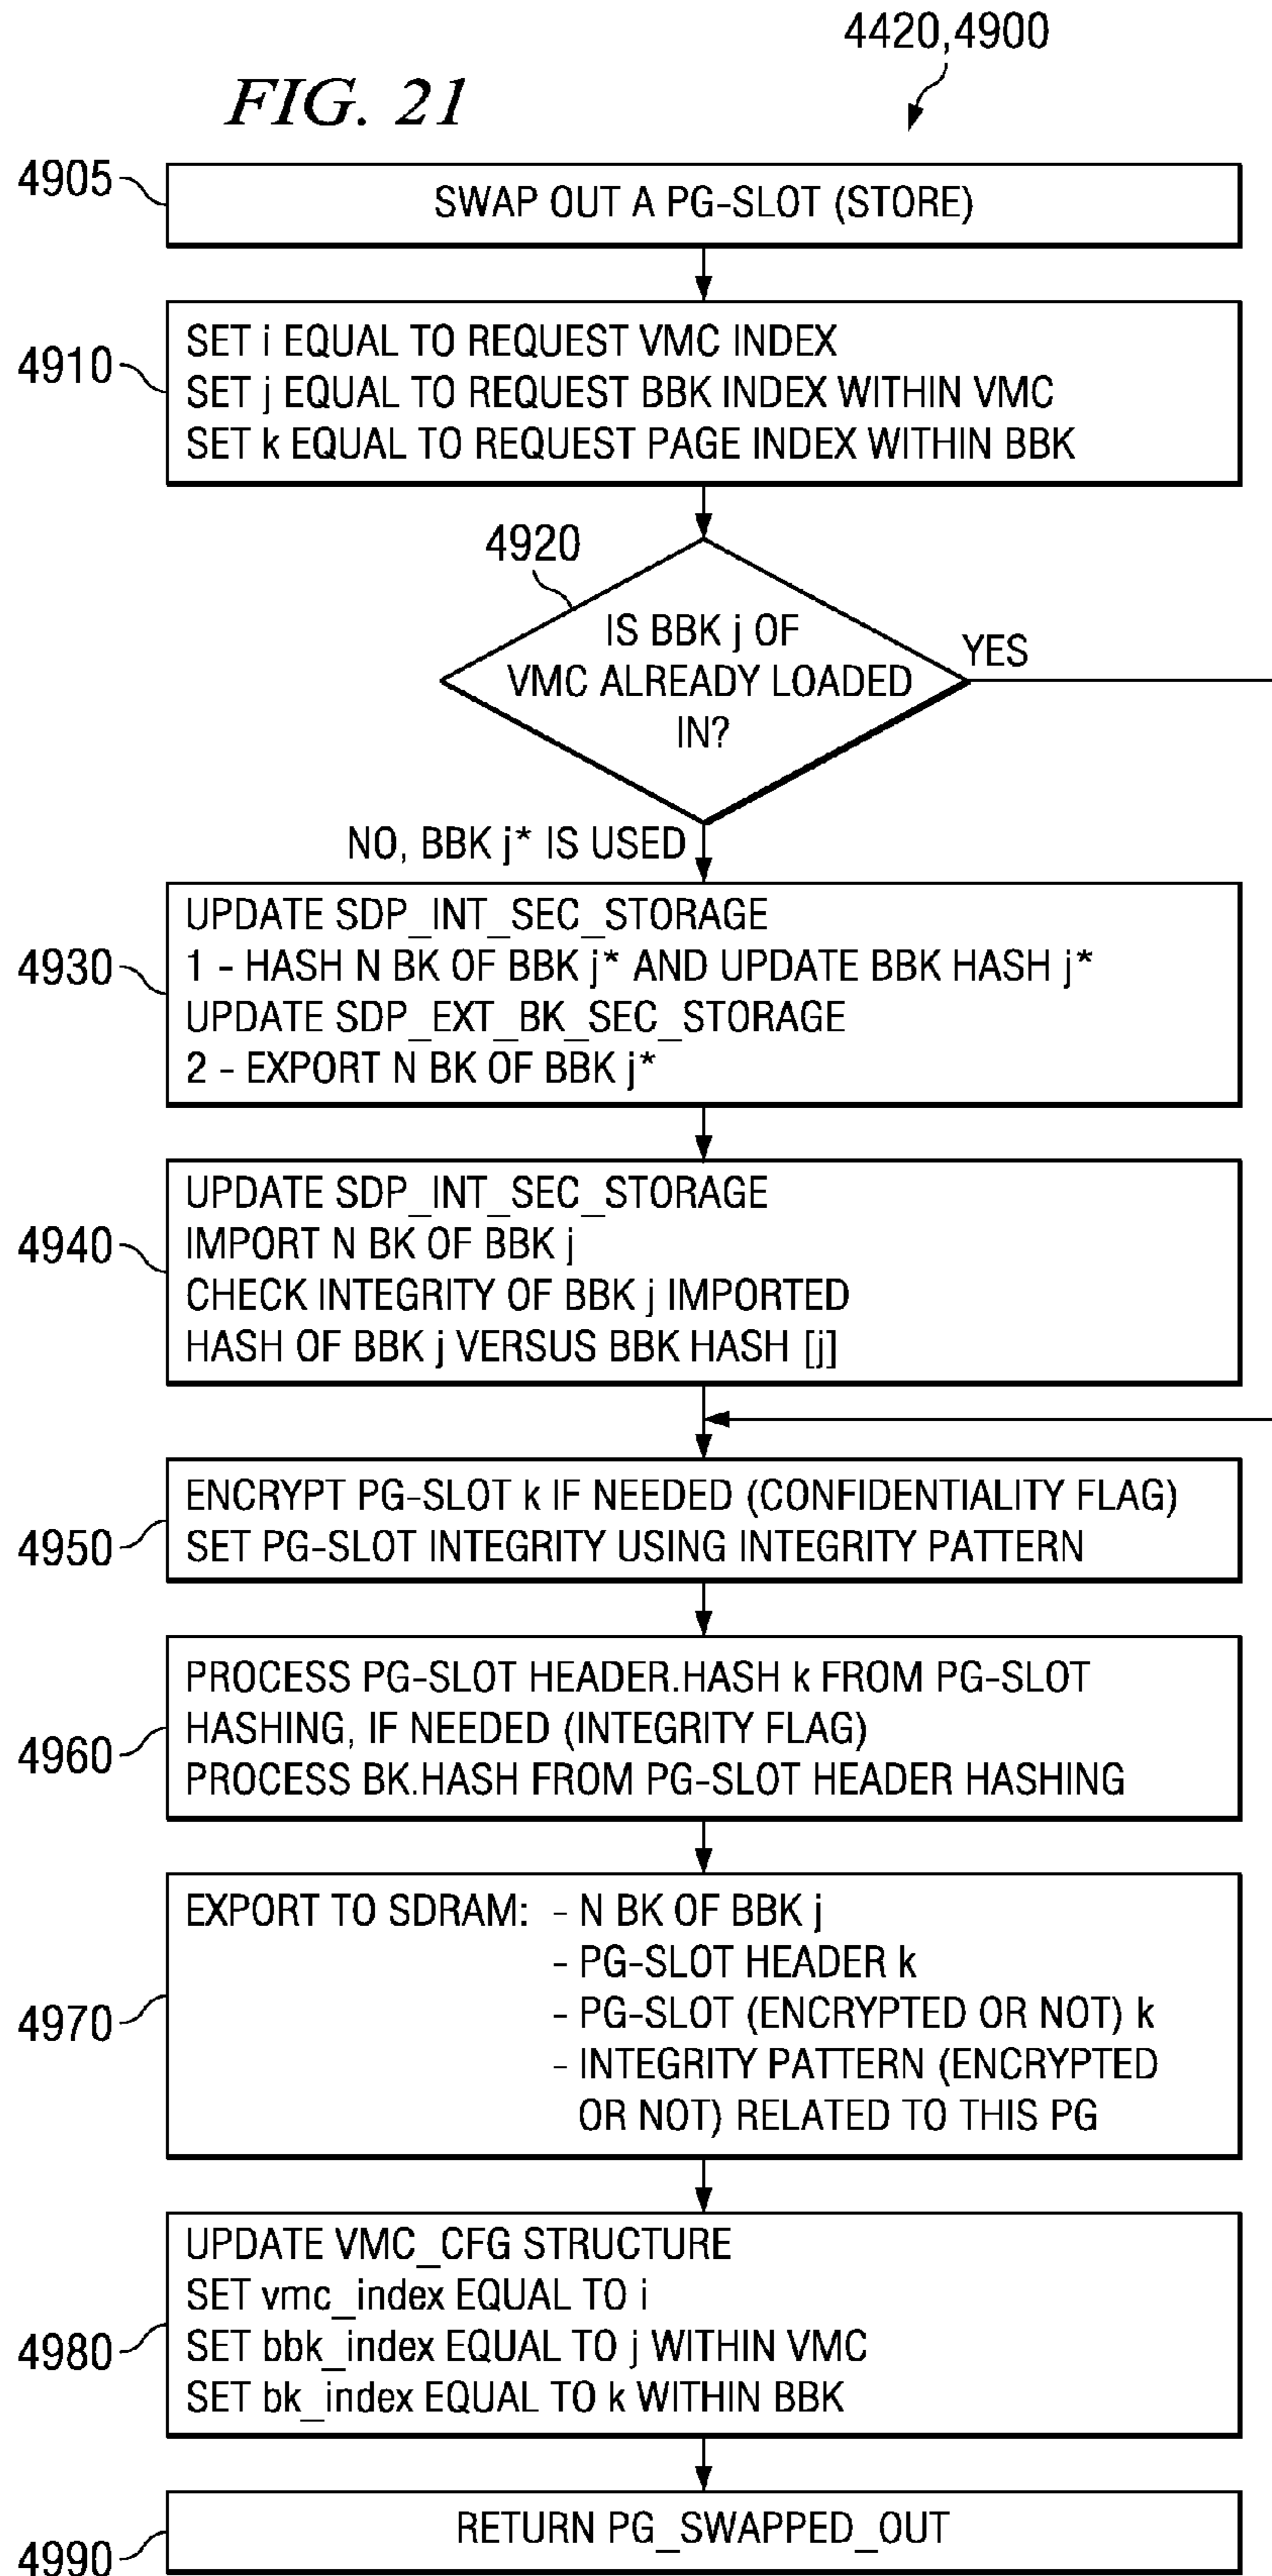 4420,4900
FIG. 21
4905
SWAP OUT A PG-SLOT (STORE)
4910
SET i EQUAL TO REQUEST VMC INDEX
SET j EQUAL TO REQUEST BBK INDEX WITHIN VMC
SET k EQUAL TO REQUEST PAGE INDEX WITHIN BBK
4920
IS BBK j OF
VMC ALREADY LOADED
IN?
YES
NO, BBK j* IS USED
4930
UPDATE SDP_INT_SEC_STORAGE
1 - HASH N BK OF BBK j* AND UPDATE BBK HASH j*
UPDATE SDP_EXT_BK_SEC_STORAGE
2 - EXPORT N BK OF BBK j*
4940
UPDATE SDP_INT_SEC_STORAGE
IMPORT N BK OF BBK j
CHECK INTEGRITY OF BBK j IMPORTED
HASH OF BBK j VERSUS BBK HASH [j]
4950
ENCRYPT PG-SLOT k IF NEEDED (CONFIDENTIALITY FLAG)
SET PG-SLOT INTEGRITY USING INTEGRITY PATTERN
4960
PROCESS PG-SLOT HEADER.HASH k FROM PG-SLOT
HASHING, IF NEEDED (INTEGRITY FLAG)
PROCESS BK.HASH FROM PG-SLOT HEADER HASHING
4970
EXPORT TO SDRAM: - N BK OF BBK j
- PG-SLOT HEADER k
- PG-SLOT (ENCRYPTED OR NOT) k
- INTEGRITY PATTERN (ENCRYPTED
OR NOT) RELATED TO THIS PG
4980
UPDATE VMC_CFG STRUCTURE
SET vmc_index EQUAL TO i
SET bbk_index EQUAL TO j WITHIN VMC
SET bk_index EQUAL TO k WITHIN BBK
4990
RETURN PG_SWAPPED_OUT